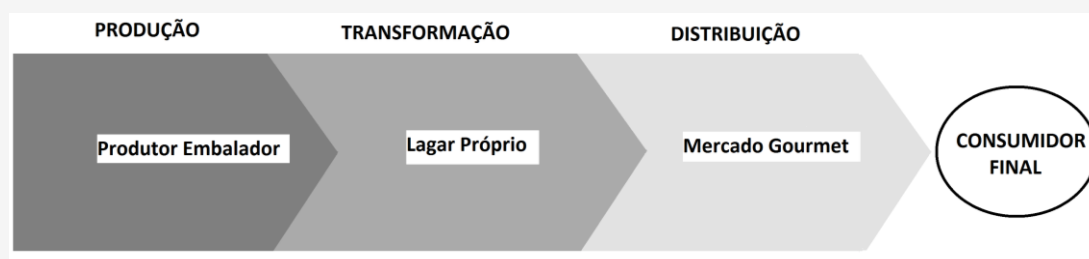 PRODUÇÃO
TRANSFORMAÇÃO
DISTRIBUIÇÃO
Produtor Embalador
Lagar Próprio
Mercado Gourmet
CONSUMIDOR
FINAL